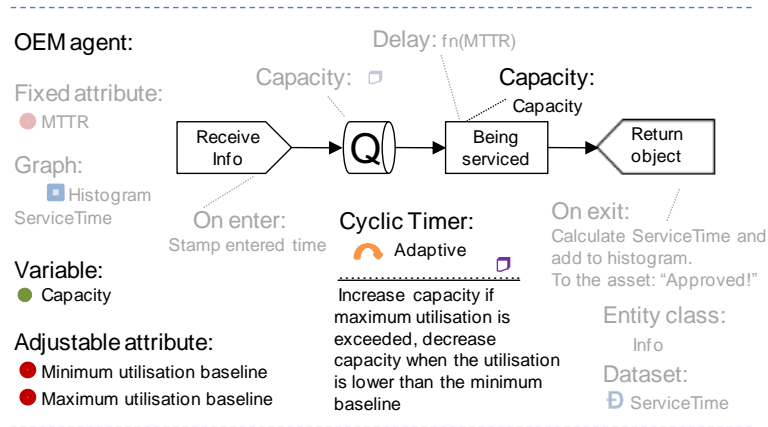 OEM agent:
Delay: fn(MTTR)
Capacity:
Capacity:
Capacity
Fixed attribute:
MTTR
Receive
Info
Q
Being
serviced
Return
object
Graph:
Histogram
ServiceTime
On enter:
Stamp entered time
Cyclic Timer:
Adaptive
Increase capacity if
maximum utilisation is
exceeded, decrease
capacity when the utilisation
is lower than the minimum
baseline
On exit:
Calculate ServiceTime and
add to histogram.
To the asset: “Approved!”
Variable:
Capacity
Entity class:
Info
Adjustable attribute:
Minimum utilisation baseline
Maximum utilisation baseline
Dataset:
Đ ServiceTime